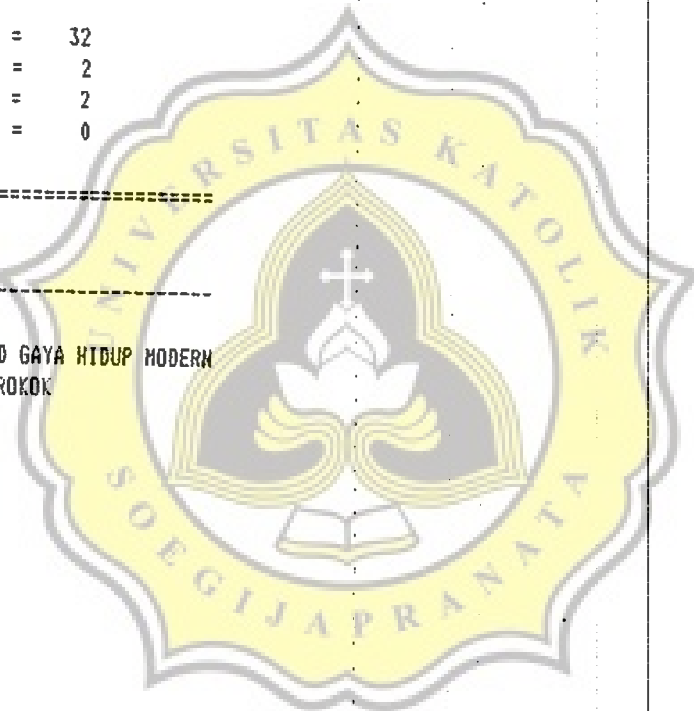 = 32
= 2
= 2
= 0
==========================
--------------------------
D GAYA HIDUP MODERN
ROKOK
UNIVERSITAS KATOLIK
SOEGIJAPRANATA